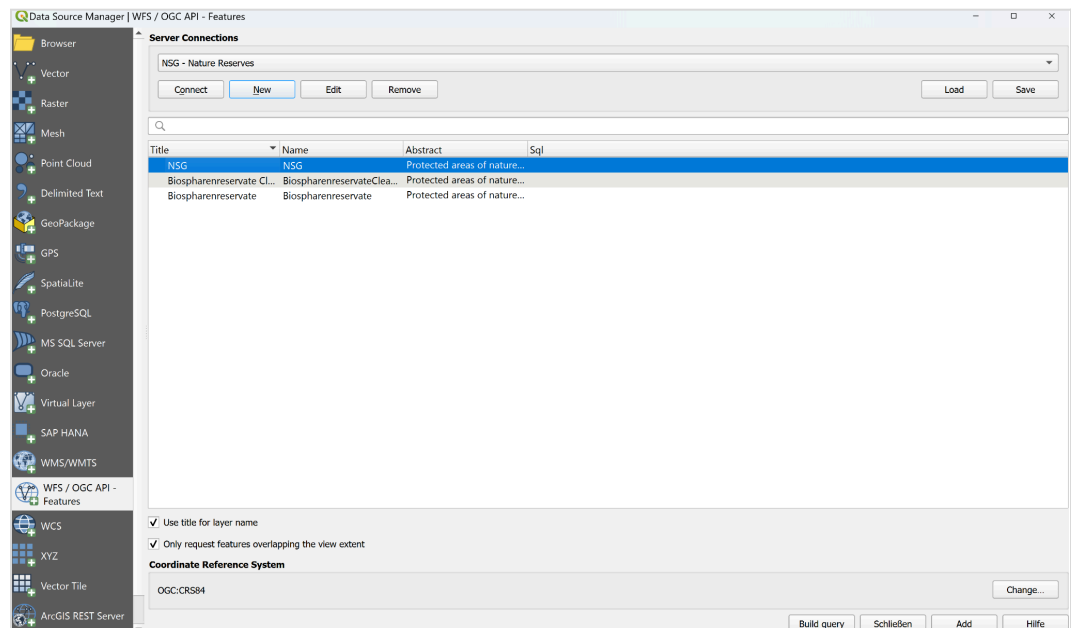 Data Source Manager | WFS / OGC API - Features
Browser
Vector
Raster
Mesh
Point Cloud
Delimited Text
GeoPackage
GPS
SpatiaLite
PostgreSQL
MS SQL Server
Oracle
Virtual Layer
SAP HANA
WMS/WMTS
WFS / OGC API -
Features
WCS
XYZ
Vector Tile
ArcGIS REST Server
Server Connections
NSG - Nature Reserves
Connect New Edit Remove Load Save
Title Name Abstract Sql
NSG NSG Protected areas of nature...
Biospharenreservate Cl... BiospharenreservateClea... Protected areas of nature...
Biospharenreservate Biospharenreservate Protected areas of nature...
Use title for layer name
Only request features overlapping the view extent
Coordinate Reference System
OGC:CRS84
Change...
Build query Schließen Add Hilfe